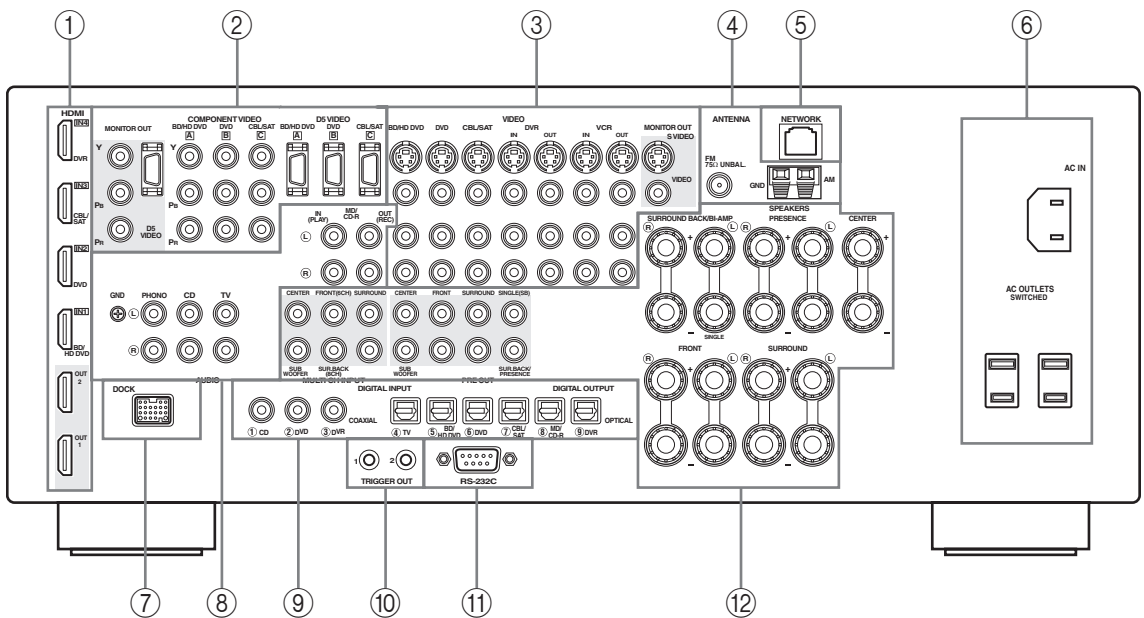 ① ② ③ ④ ⑤ ⑥
HDMI
IN4
DVR
IN3
CBL/
SAT
IN2
DVD
IN1
BD/
HD DVD
OUT
2
OUT
1
COMPONENT VIDEO
MONITOR OUT
BD/HD DVD DVD CBL/SAT
A B C
Y
PB
PR
D5
VIDEO
Y
PB
PR
D5 VIDEO
BD/HD DVD DVD CBL/SAT
A B C
VIDEO
BD/HD DVD DVD CBL/SAT DVR VCR MONITOR OUT
IN OUT IN OUT S VIDEO
VIDEO
ANTENNA
FM
75Ω UNBAL.
GND AM
NETWORK
AC IN
AC OUTLETS
SWITCHED
IN
(PLAY)
MD/
CD-R
OUT
(REC)
L
R
GND PHONO CD TV
L
R
AUDIO
CENTER FRONT(6CH) SURROUND
SUB
WOOFER
SUR.BACK
(8CH)
MULTI CH INPUT
CENTER FRONT SURROUND SINGLE(SB)
SUB
WOOFER
SUR.BACK/
PRESENCE
PRE OUT
SPEAKERS
SURROUND BACK/BI-AMP PRESENCE CENTER
R L R L
+ + +
– – –
SINGLE
FRONT SURROUND
R L R L
+ +
– –
DOCK
DIGITAL INPUT DIGITAL OUTPUT
COAXIAL OPTICAL
① CD ② DVD ③ DVR ④ TV ⑤ BD/
HD DVD ⑥ DVD ⑦ CBL/
SAT ⑧ MD/
CD-R ⑨ DVR
1 2
TRIGGER OUT
RS-232C
⑦ ⑧ ⑨ ⑩ ⑪ ⑫